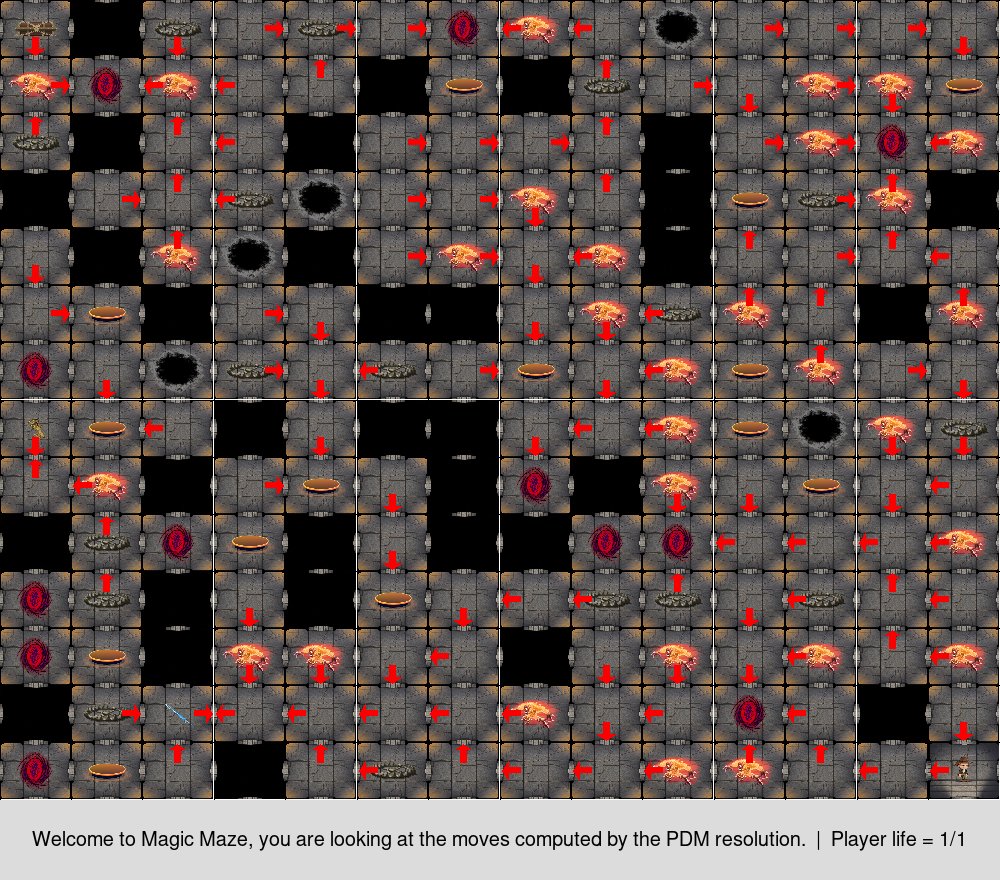 Welcome to Magic Maze, you are looking at the moves computed by the PDM resolution. | Player life = 1/1